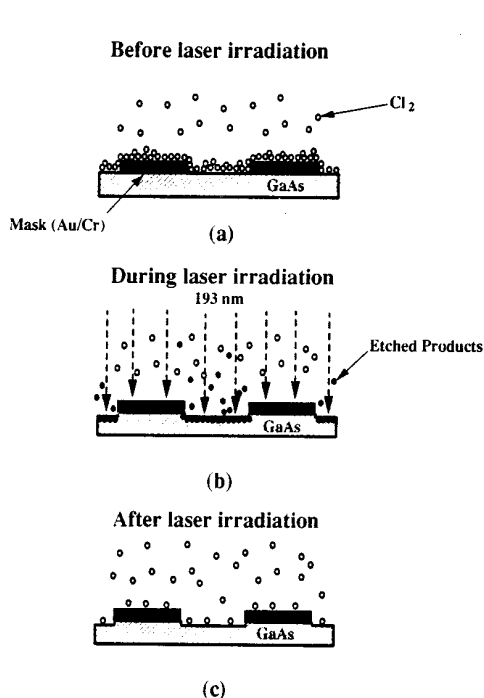 Before laser irradiation
Cl2
GaAs
Mask (Au/Cr)
(a)
During laser irradiation
193 nm
Etched Products
GaAs
(b)
After laser irradiation
GaAs
(c)